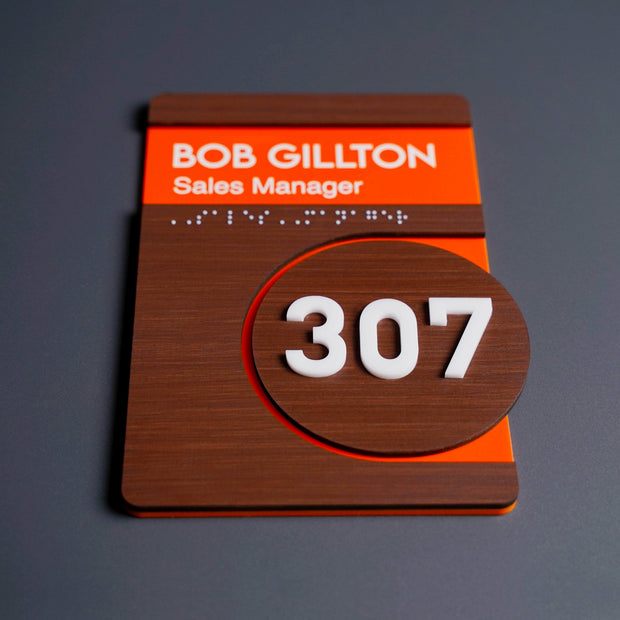 BOB GILLTON
Sales Manager
⠠⠠⠎⠁⠇⠑⠎ ⠠⠠⠍⠁⠝⠁⠛⠑⠗
307